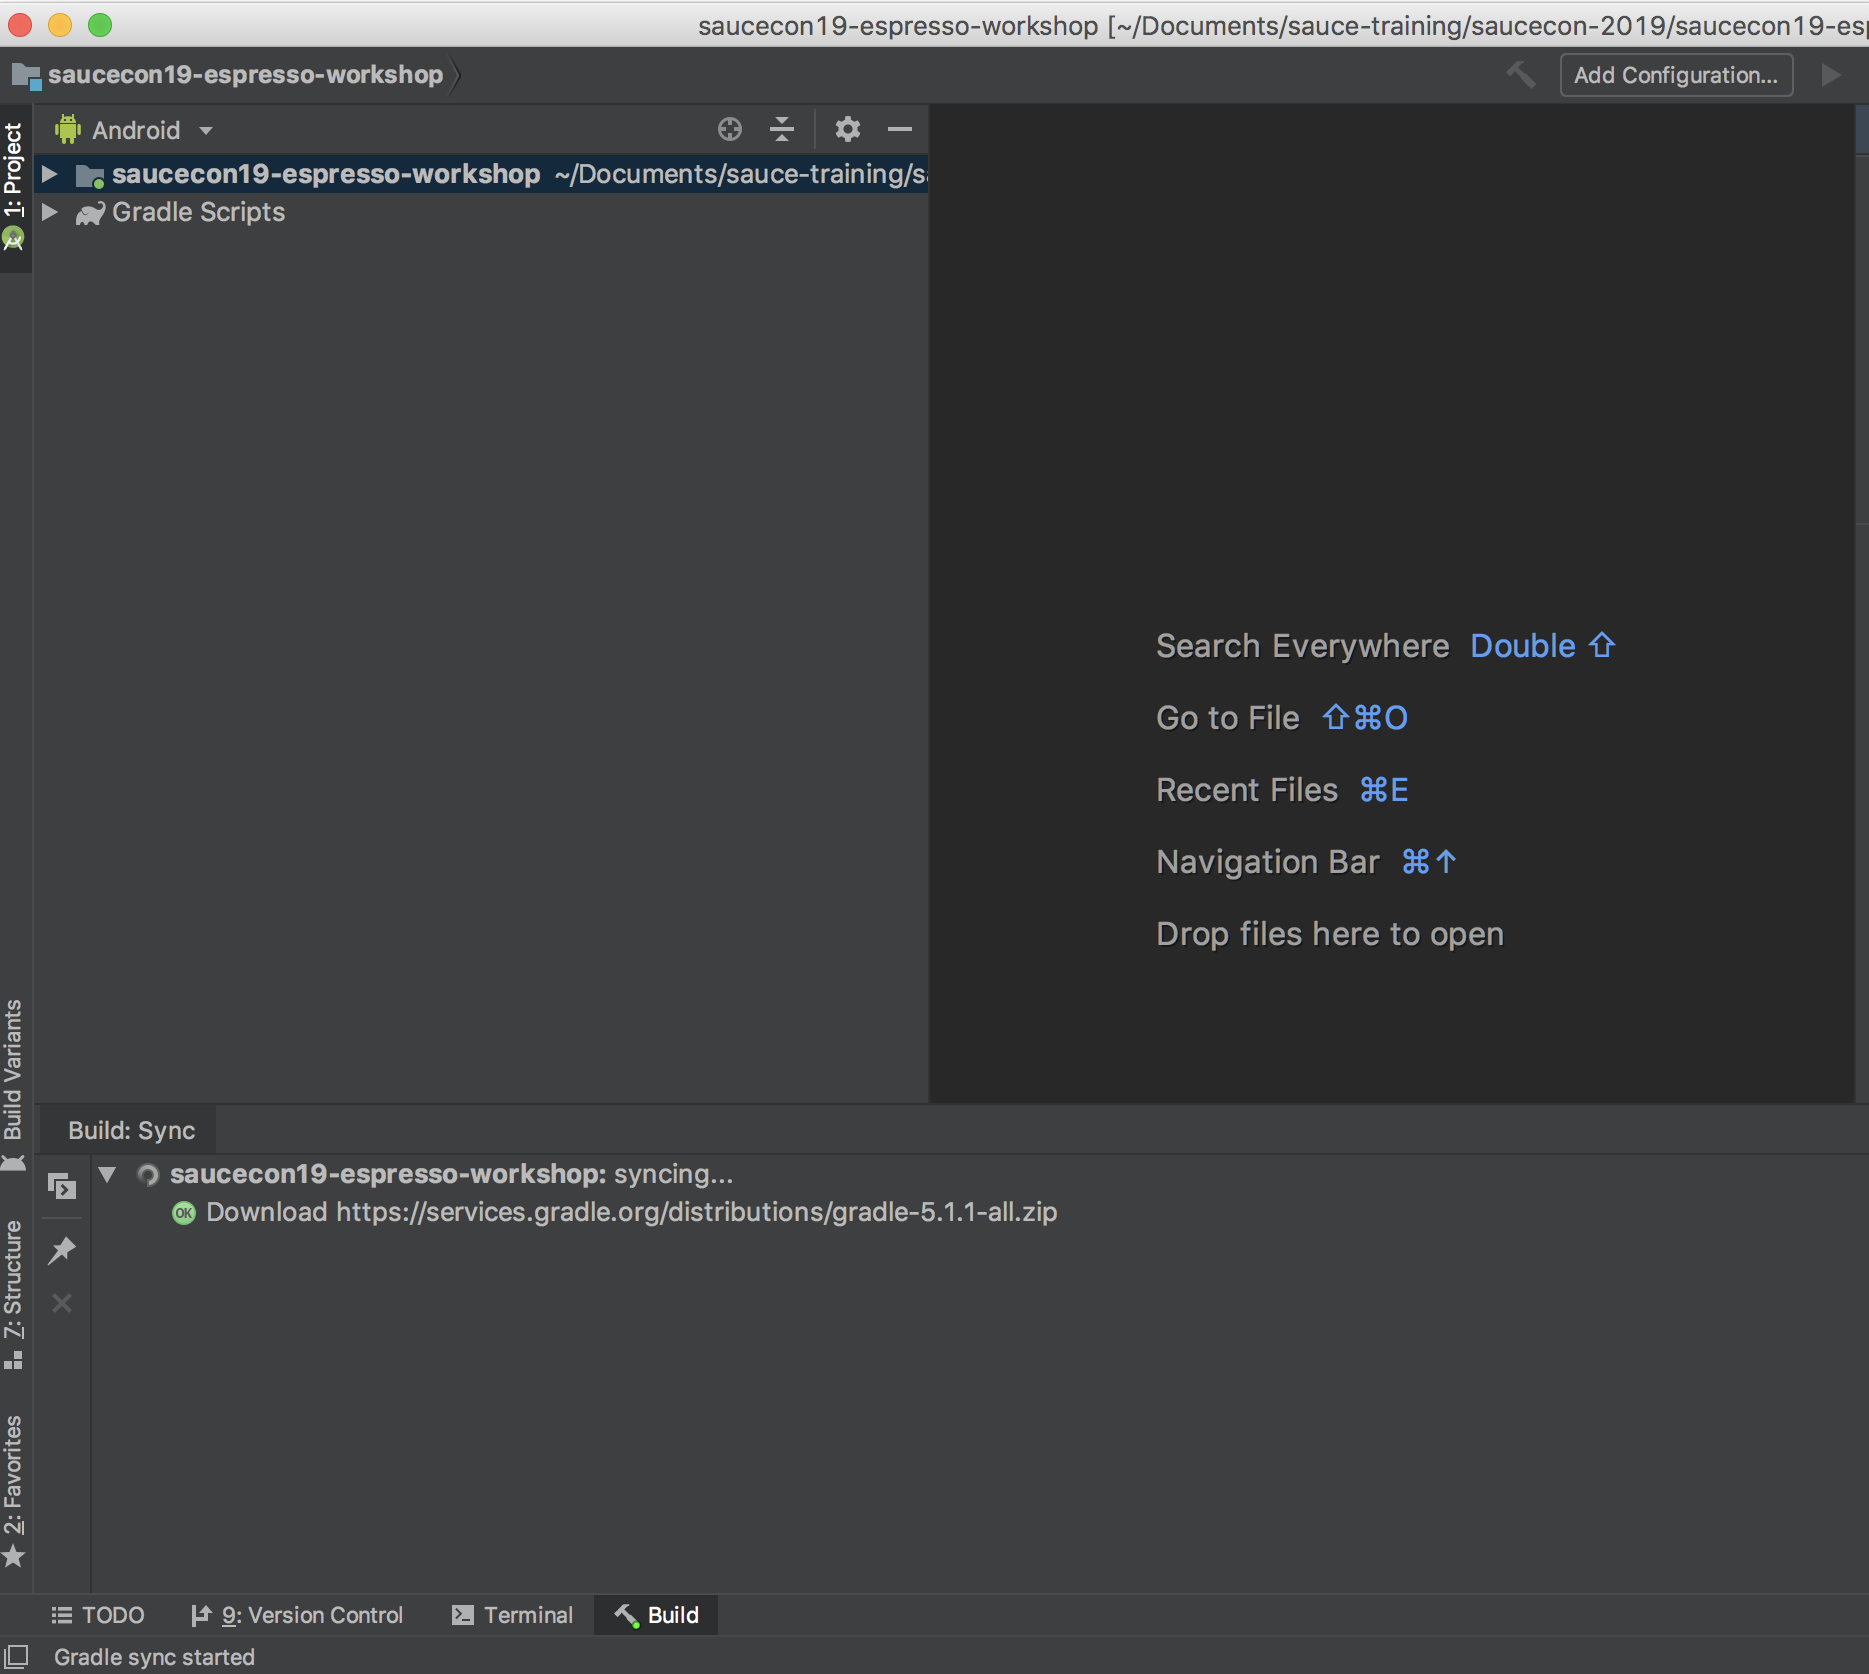 saucecon19-espresso-workshop [~/Documents/sauce-training/saucecon-2019/saucecon19-esp
saucecon19-espresso-workshop
Add Configuration...
1: Project
Android
saucecon19-espresso-workshop ~/Documents/sauce-training/sa
Gradle Scripts
Search Everywhere Double ⇧
Go to File ⇧⌘O
Recent Files ⌘E
Navigation Bar ⌘↑
Drop files here to open
Build Variants
7: Structure
2: Favorites
Build: Sync
saucecon19-espresso-workshop: syncing...
OK Download https://services.gradle.org/distributions/gradle-5.1.1-all.zip
TODO
9: Version Control
Terminal
Build
Gradle sync started